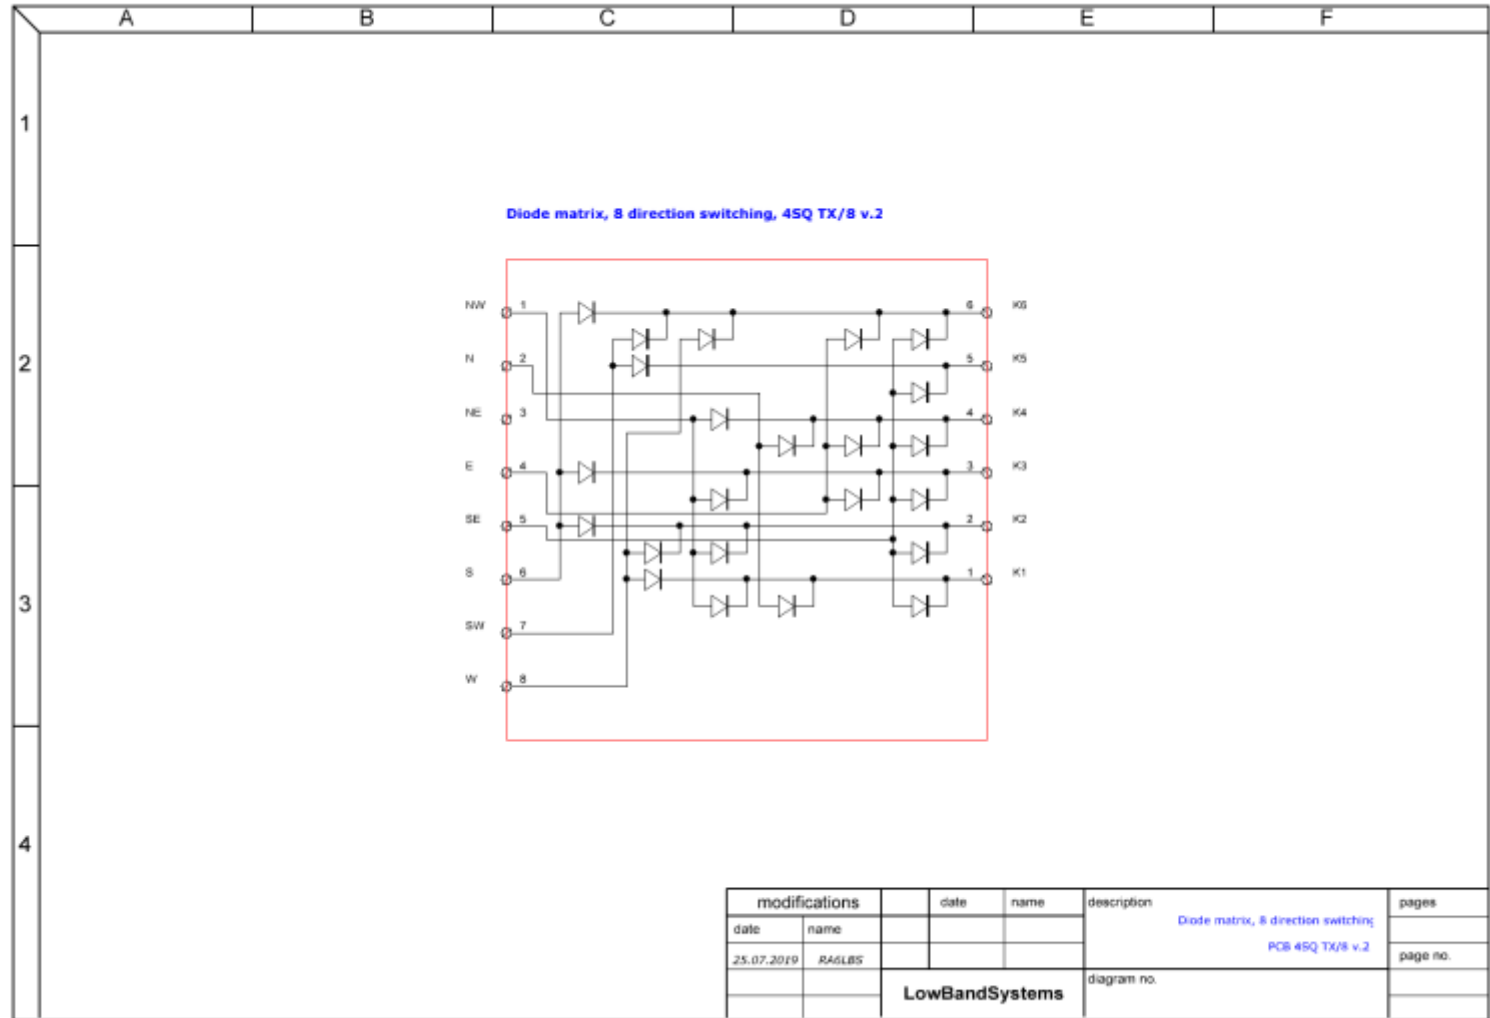 A B C D E F
1
Diode matrix, 8 direction switching, 4SQ TX/8 v.2
NW 1 6 K6
2
N 2 5 K5
NE 3 4 K4
E 4 3 K3
SE 5 2 K2
S 6 1 K1
3
SW 7
W 8
4
modifications date name description pages
date name Diode matrix, 8 direction switching
PCB 4SQ TX/8 v.2
25.07.2019 RA6LBS page no.
LowBandSystems diagram no.